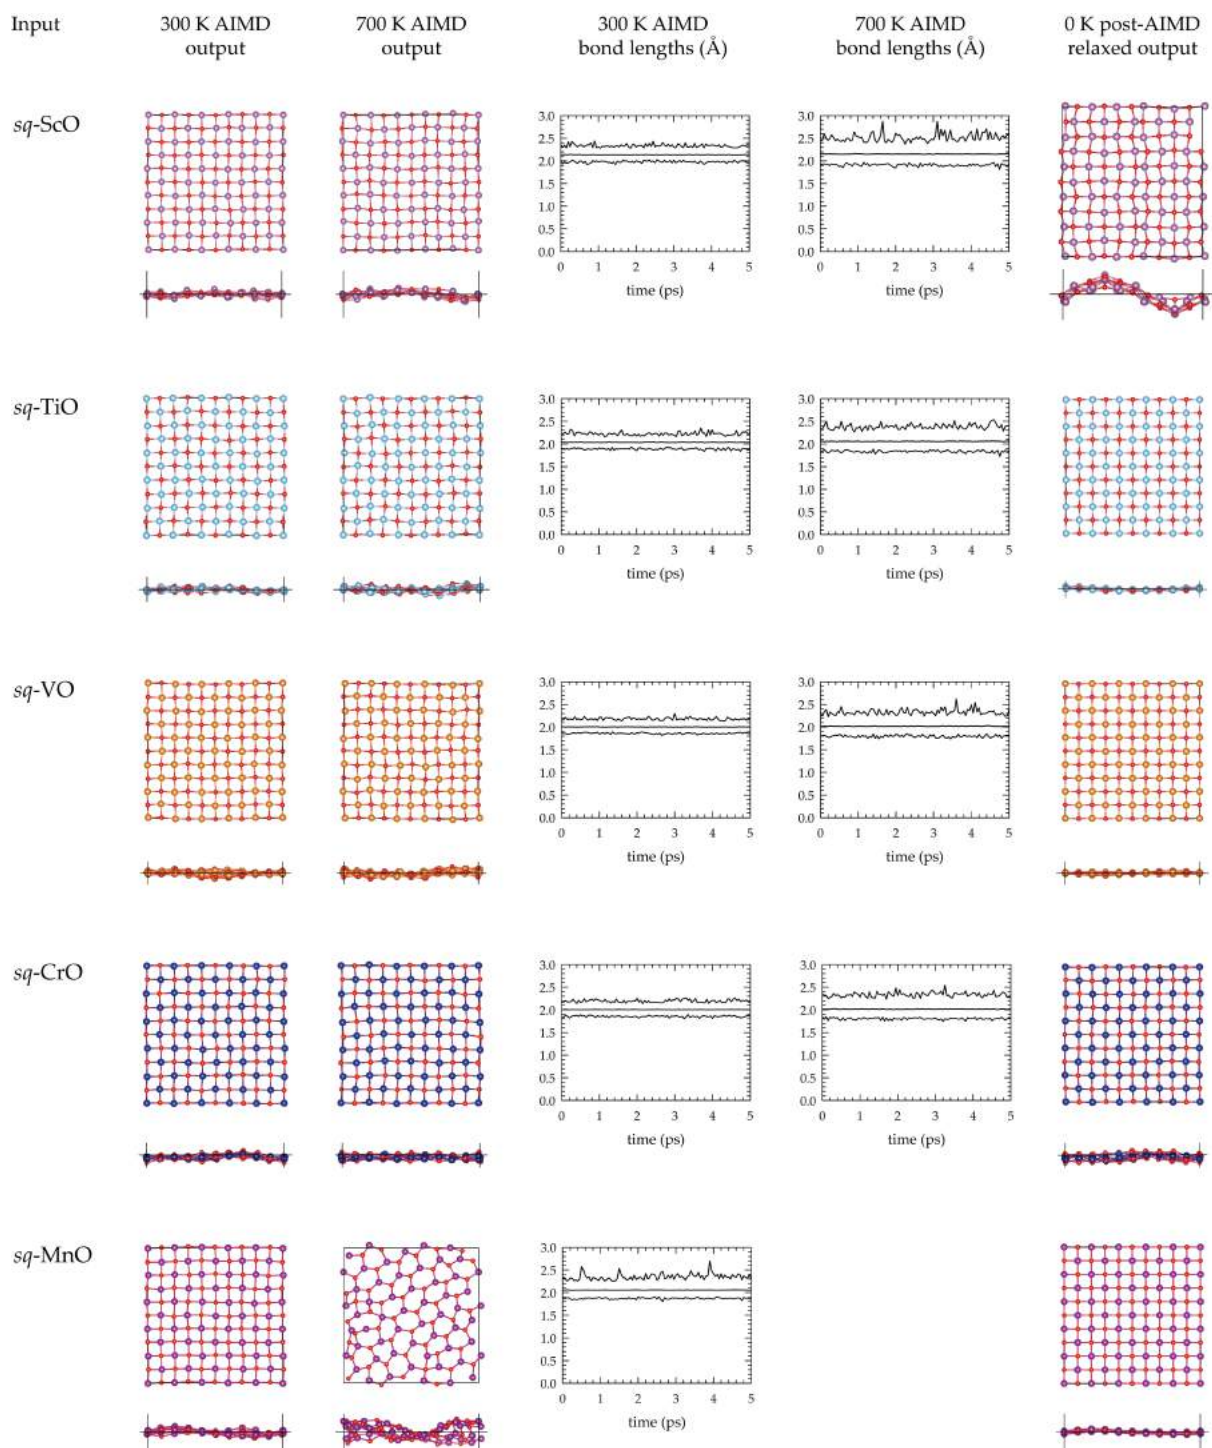 Input 300 K AIMD 700 K AIMD 300 K AIMD 700 K AIMD 0 K post-AIMD
output output bond lengths (Å) bond lengths (Å) relaxed output
sq-ScO
3.0 3.0
2.5 2.5
2.0 2.0
1.5 1.5
1.0 1.0
0.5 0.5
0.0 0.0
0 1 2 3 4 5 0 1 2 3 4 5
time (ps) time (ps)
sq-TiO
3.0 3.0
2.5 2.5
2.0 2.0
1.5 1.5
1.0 1.0
0.5 0.5
0.0 0.0
0 1 2 3 4 5 0 1 2 3 4 5
time (ps) time (ps)
sq-VO
3.0 3.0
2.5 2.5
2.0 2.0
1.5 1.5
1.0 1.0
0.5 0.5
0.0 0.0
0 1 2 3 4 5 0 1 2 3 4 5
time (ps) time (ps)
sq-CrO
3.0 3.0
2.5 2.5
2.0 2.0
1.5 1.5
1.0 1.0
0.5 0.5
0.0 0.0
0 1 2 3 4 5 0 1 2 3 4 5
time (ps) time (ps)
sq-MnO
3.0
2.5
2.0
1.5
1.0
0.5
0.0
0 1 2 3 4 5
time (ps)